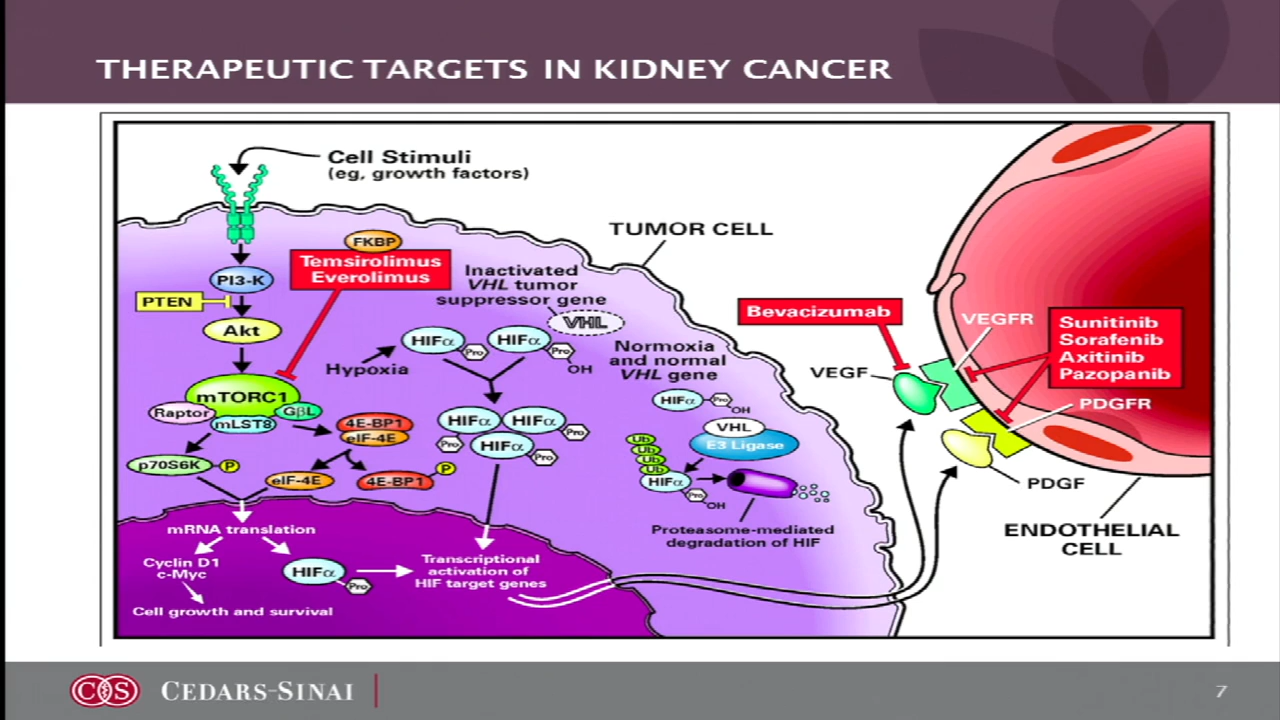 THERAPEUTIC TARGETS IN KIDNEY CANCER
Cell Stimuli
(eg, growth factors)
TUMOR CELL
FKBP
Temsirolimus
Everolimus
PI3-K
PTEN
Akt
mTORC1
Raptor
GβL
mLST8
p70S6K
P
4E-BP1
eIF-4E
eIF-4E
4E-BP1
P
mRNA translation
Cyclin D1
c-Myc
Cell growth and survival
HIFα
Pro
Inactivated
VHL tumor
suppressor gene
VHL
Hypoxia
HIFα
Pro
HIFα
Pro
OH
HIFα
HIFα
Pro
Pro
HIFα
Pro
Transcriptional
activation of
HIF target genes
Normoxia
and normal
VHL gene
HIFα
Pro
OH
VHL
E3 Ligase
Ub
Ub
Ub
Ub
HIFα
Pro
OH
Proteasome-mediated
degradation of HIF
Bevacizumab
VEGF
VEGFR
Sunitinib
Sorafenib
Axitinib
Pazopanib
PDGFR
PDGF
ENDOTHELIAL
CELL
CS
CEDARS-SINAI
7